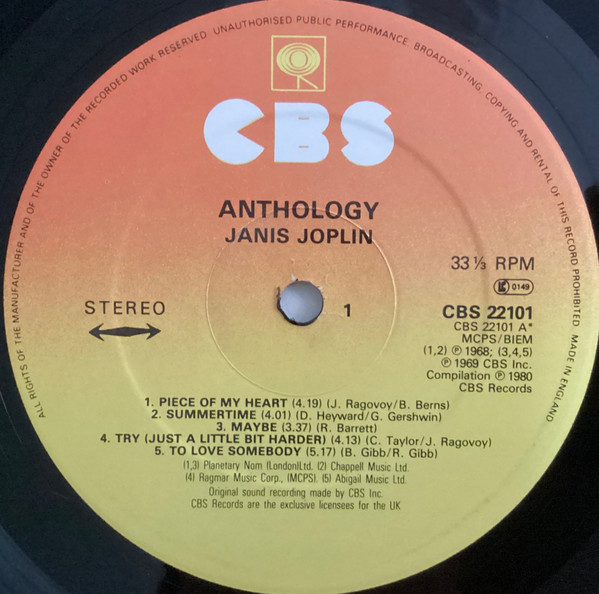 ALL RIGHTS OF THE MANUFACTURER AND OF THE OWNER OF THE RECORDED WORK RESERVED. UNAUTHORISED PUBLIC PERFORMANCE, BROADCASTING, COPYING AND RENTAL OF THIS RECORD PROHIBITED. MADE IN ENGLAND
CBS
ANTHOLOGY
JANIS JOPLIN
33 ⅓ RPM
LC 0149
STEREO
1
CBS 22101
CBS 22101 A*
MCPS/BIEM
(1,2) ℗ 1968; (3,4,5)
℗ 1969 CBS Inc.
Compilation ℗ 1980
CBS Records
1. PIECE OF MY HEART (4.19) (J. Ragovoy/B. Berns)
2. SUMMERTIME (4.01) (D. Heyward/G. Gershwin)
3. MAYBE (3.37) (R. Barrett)
4. TRY (JUST A LITTLE BIT HARDER) (4.13) (C. Taylor/J. Ragovoy)
5. TO LOVE SOMEBODY (5.17) (B. Gibb/R. Gibb)
(1,3) Planetary Nom (London)Ltd. (2) Chappell Music Ltd.
(4) Ragmar Music Corp., (MCPS). (5) Abigail Music Ltd.
Original sound recording made by CBS Inc.
CBS Records are the exclusive licensees for the UK